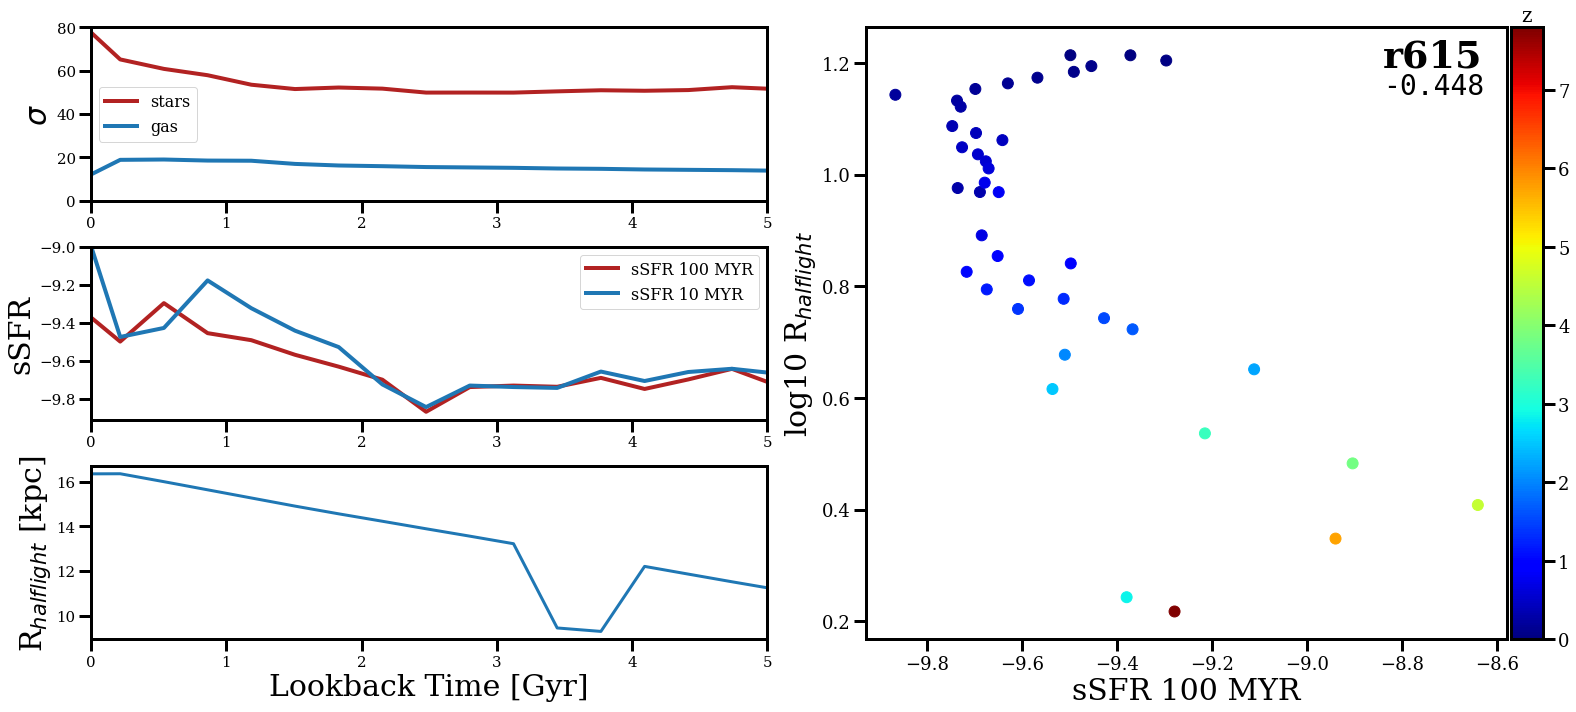 80
60
40
20
0
σ
stars
gas
0 1 2 3 4 5
−9.0
−9.2
−9.4
−9.6
−9.8
sSFR
sSFR 100 MYR
sSFR 10 MYR
0 1 2 3 4 5
16
14
12
10
R_halflight [kpc]
0 1 2 3 4 5
Lookback Time [Gyr]
1.2
1.0
0.8
0.6
0.4
0.2
log10 R_halflight
r615
-0.448
−9.8 −9.6 −9.4 −9.2 −9.0 −8.8 −8.6
sSFR 100 MYR
z
7
6
5
4
3
2
1
0